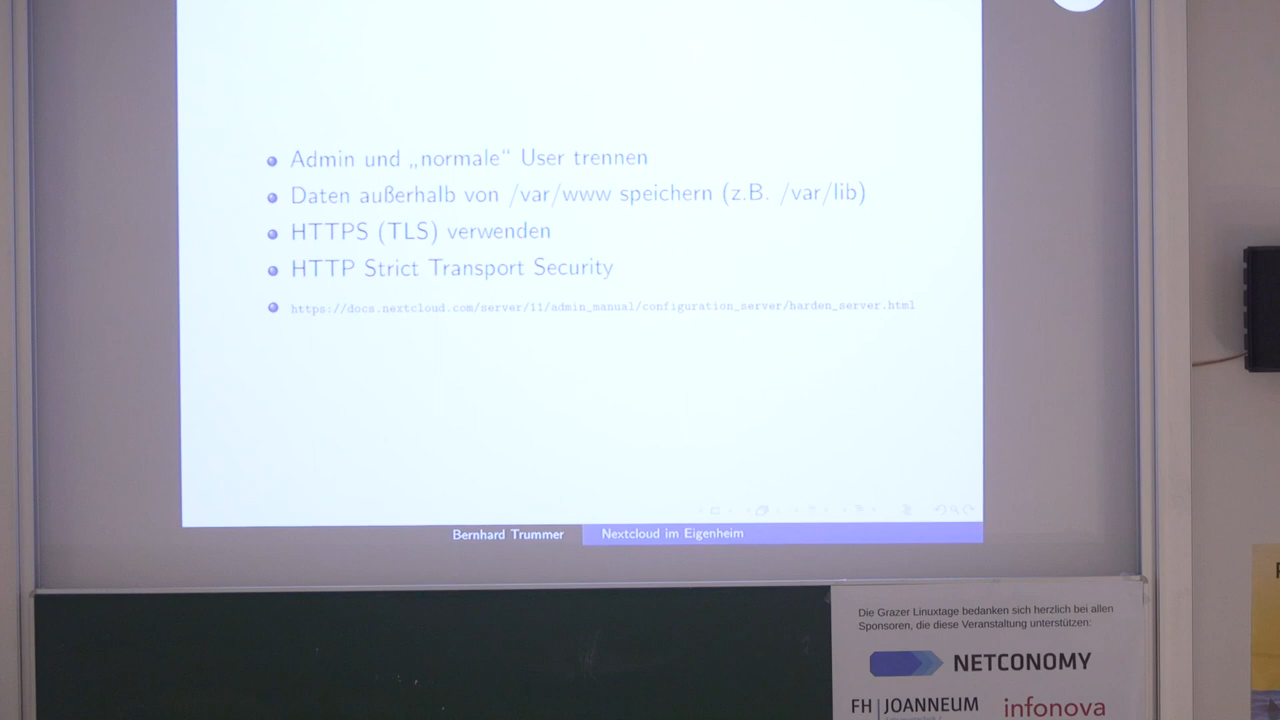 Admin und „normale“ User trennen
Daten außerhalb von /var/www speichern (z.B. /var/lib)
HTTPS (TLS) verwenden
HTTP Strict Transport Security
https://docs.nextcloud.com/server/11/admin_manual/configuration_server/harden_server.html
Bernhard Trummer
Nextcloud im Eigenheim
Die Grazer Linuxtage bedanken sich herzlich bei allen
Sponsoren, die diese Veranstaltung unterstützen:
NETCONOMY
FH | JOANNEUM
infonova